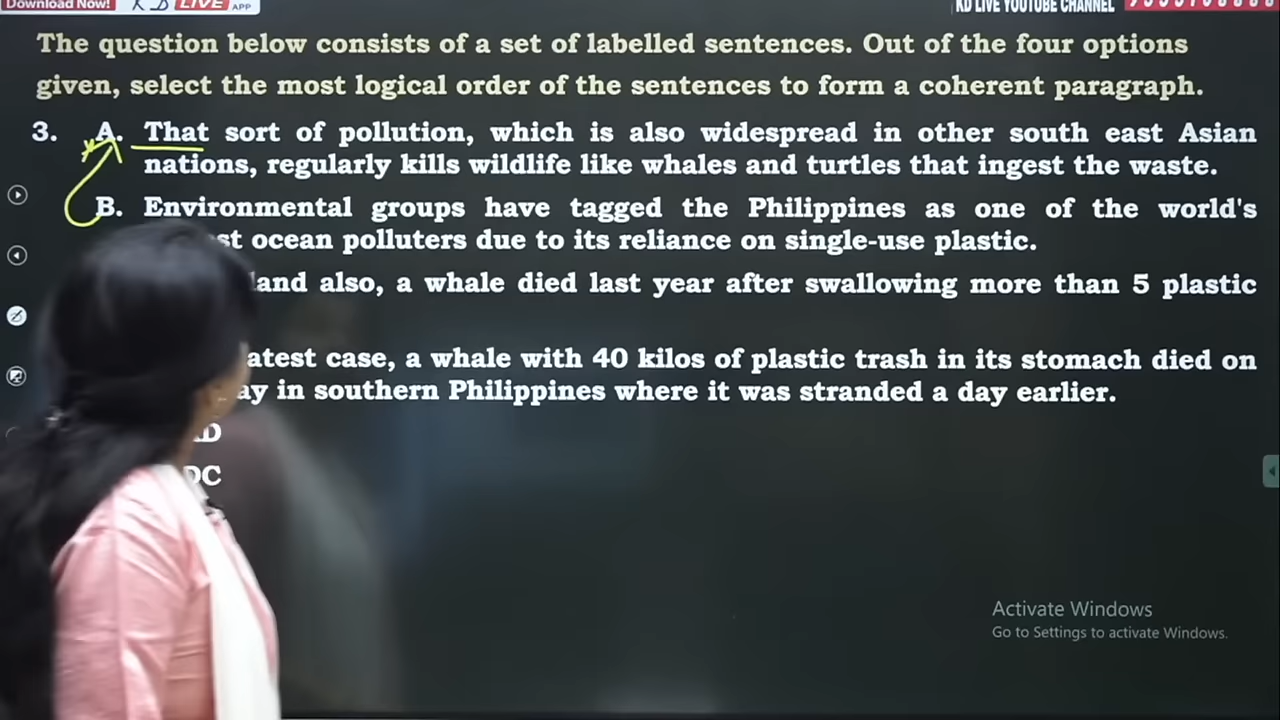 Download Now! KD LIVE APP
KD LIVE YOUTUBE CHANNEL
The question below consists of a set of labelled sentences. Out of the four options
given, select the most logical order of the sentences to form a coherent paragraph.
3. A. That sort of pollution, which is also widespread in other south east Asian
nations, regularly kills wildlife like whales and turtles that ingest the waste.
B. Environmental groups have tagged the Philippines as one of the world's
st ocean polluters due to its reliance on single-use plastic.
land also, a whale died last year after swallowing more than 5 plastic
atest case, a whale with 40 kilos of plastic trash in its stomach died on
ay in southern Philippines where it was stranded a day earlier.
AD
DC
Activate Windows
Go to Settings to activate Windows.